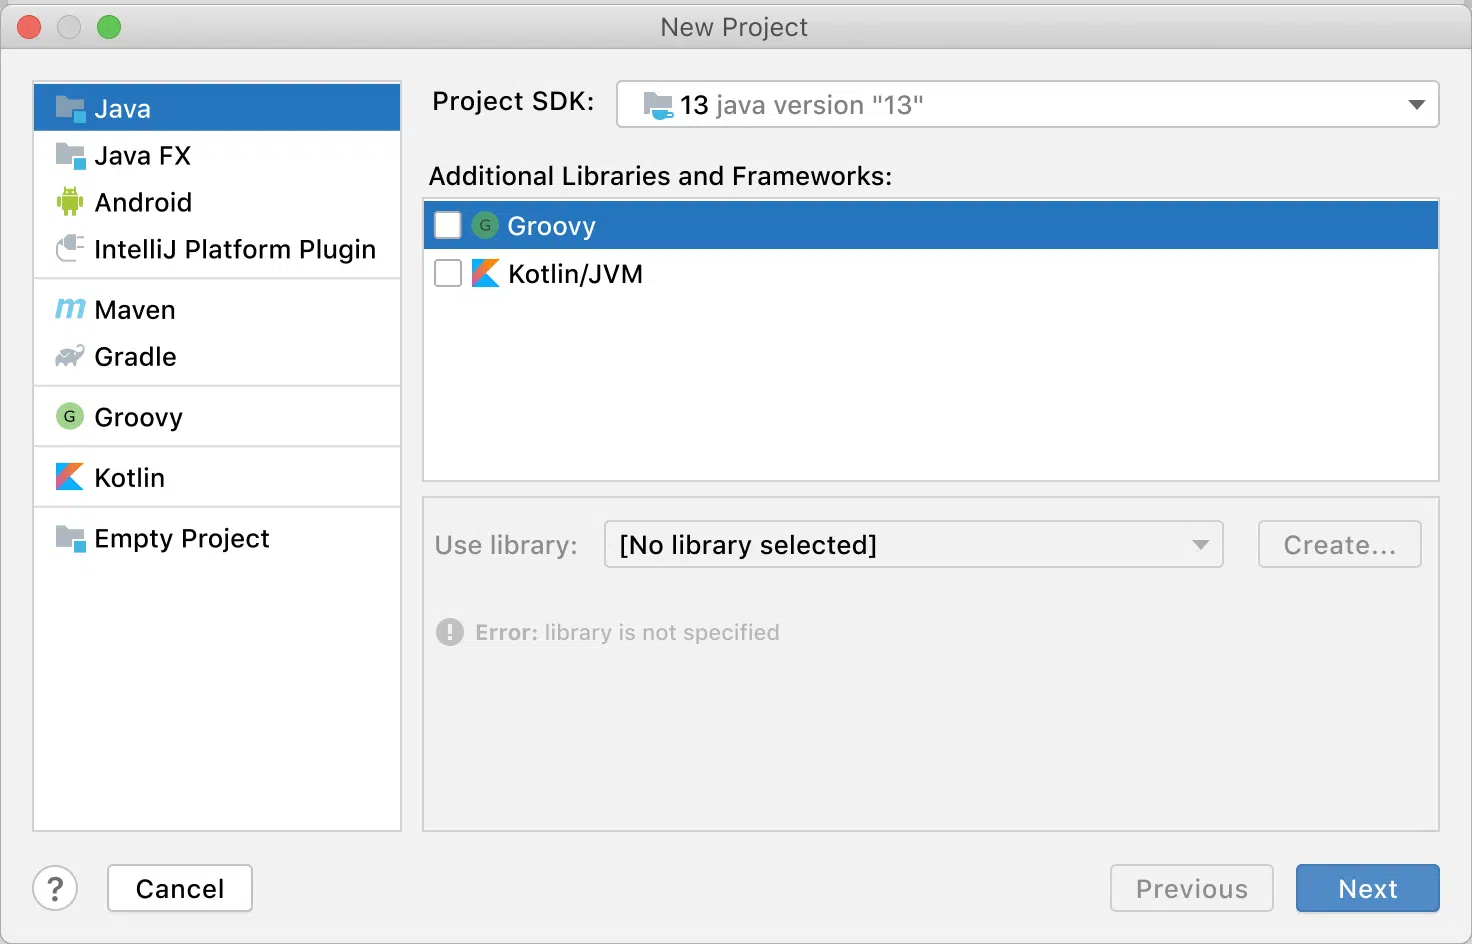 New Project
Java
Java FX
Android
IntelliJ Platform Plugin
Maven
Gradle
G Groovy
Kotlin
Empty Project
Project SDK: 13 java version "13"
Additional Libraries and Frameworks:
G Groovy
Kotlin/JVM
Use library: [No library selected] Create...
! Error: library is not specified
? Cancel Previous Next